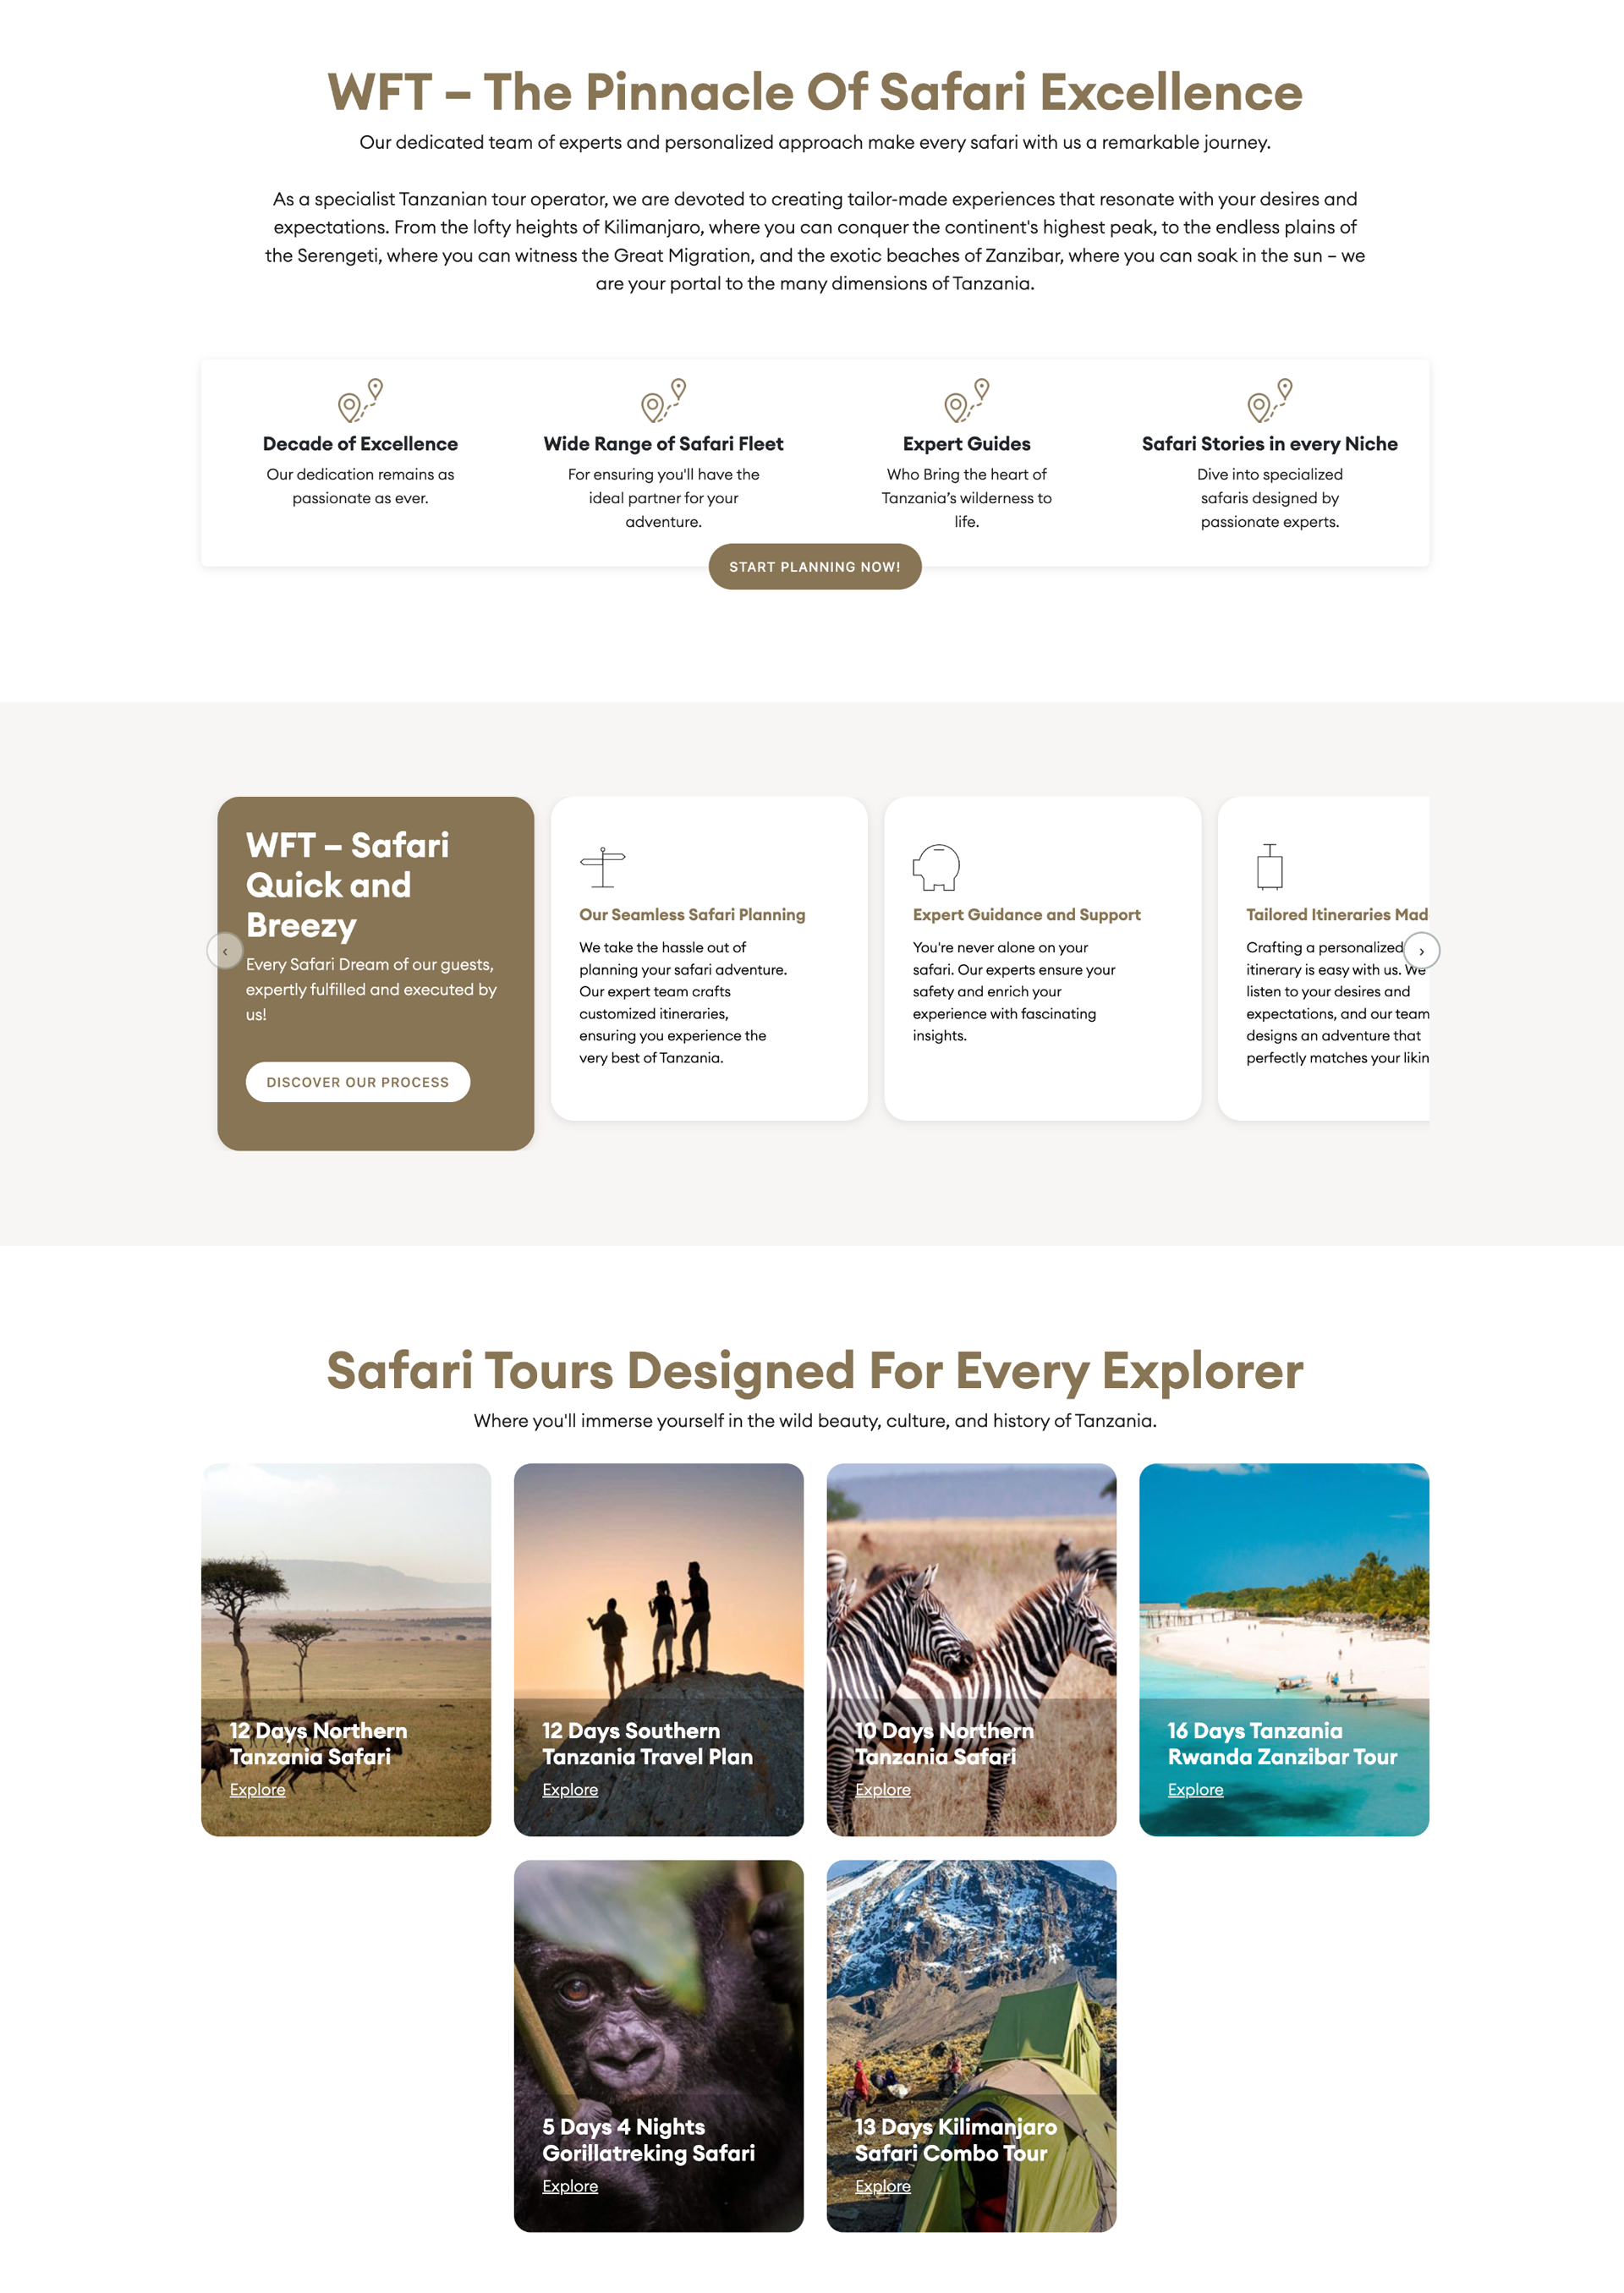 WFT – The Pinnacle Of Safari Excellence
Our dedicated team of experts and personalized approach make every safari with us a remarkable journey.
As a specialist Tanzanian tour operator, we are devoted to creating tailor-made experiences that resonate with your desires and
expectations. From the lofty heights of Kilimanjaro, where you can conquer the continent's highest peak, to the endless plains of
the Serengeti, where you can witness the Great Migration, and the exotic beaches of Zanzibar, where you can soak in the sun – we
are your portal to the many dimensions of Tanzania.
Decade of Excellence
Our dedication remains as
passionate as ever.
Wide Range of Safari Fleet
For ensuring you'll have the
ideal partner for your
adventure.
Expert Guides
Who Bring the heart of
Tanzania’s wilderness to
life.
Safari Stories in every Niche
Dive into specialized
safaris designed by
passionate experts.
START PLANNING NOW!
WFT – Safari
Quick and
Breezy
Every Safari Dream of our guests,
expertly fulfilled and executed by
us!
DISCOVER OUR PROCESS
Our Seamless Safari Planning
We take the hassle out of
planning your safari adventure.
Our expert team crafts
customized itineraries,
ensuring you experience the
very best of Tanzania.
Expert Guidance and Support
You're never alone on your
safari. Our experts ensure your
safety and enrich your
experience with fascinating
insights.
Tailored Itineraries Mad
Crafting a personalized
itinerary is easy with us. We
listen to your desires and
expectations, and our team
designs an adventure that
perfectly matches your likin
Safari Tours Designed For Every Explorer
Where you'll immerse yourself in the wild beauty, culture, and history of Tanzania.
12 Days Northern
Tanzania Safari
Explore
12 Days Southern
Tanzania Travel Plan
Explore
10 Days Northern
Tanzania Safari
Explore
16 Days Tanzania
Rwanda Zanzibar Tour
Explore
5 Days 4 Nights
Gorillatreking Safari
Explore
13 Days Kilimanjaro
Safari Combo Tour
Explore